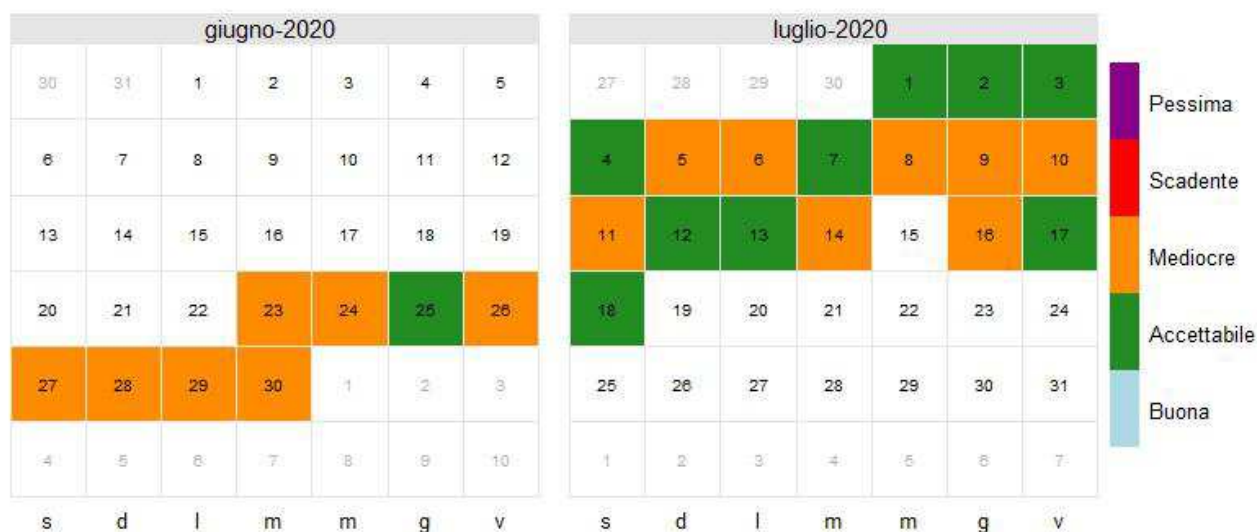 giugno-2020
30 31 1 2 3 4 5
6 7 8 9 10 11 12
13 14 15 16 17 18 19
20 21 22 23 24 25 26
27 28 29 30 1 2 3
4 5 6 7 8 9 10
s d l m m g v
luglio-2020
27 28 29 30 1 2 3
4 5 6 7 8 9 10
11 12 13 14 15 16 17
18 19 20 21 22 23 24
25 26 27 28 29 30 31
1 2 3 4 5 6 7
s d l m m g v
Pessima
Scadente
Mediocre
Accettabile
Buona